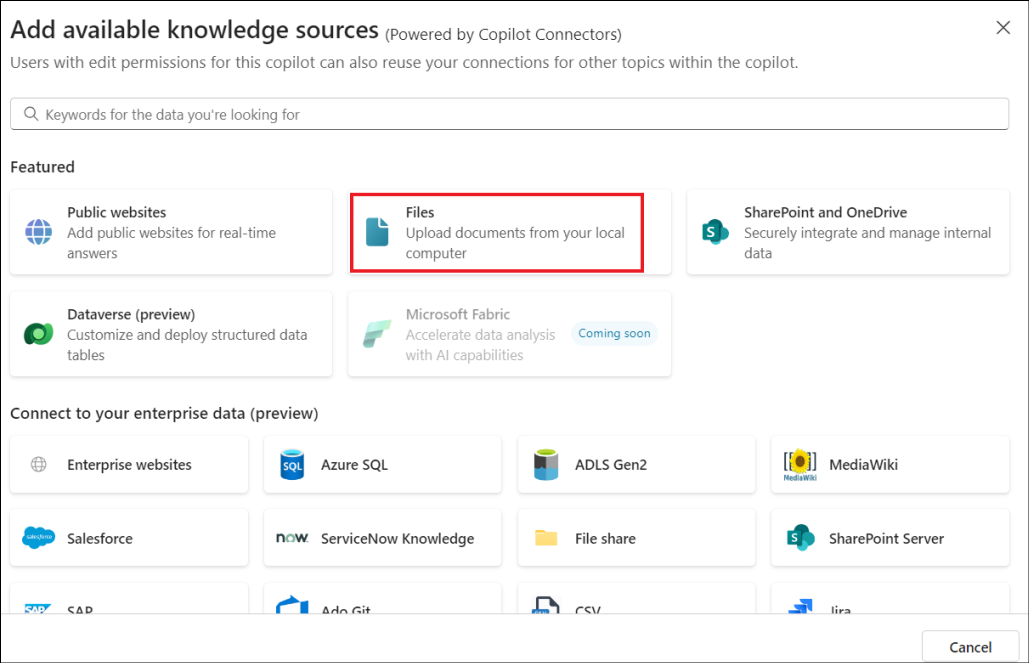 Add available knowledge sources (Powered by Copilot Connectors)
Users with edit permissions for this copilot can also reuse your connections for other topics within the copilot.
Keywords for the data you're looking for
Featured
Public websites
Add public websites for real-time
answers
Files
Upload documents from your local
computer
SharePoint and OneDrive
Securely integrate and manage internal
data
Dataverse (preview)
Customize and deploy structured data
tables
Microsoft Fabric
Accelerate data analysis
with AI capabilities
Coming soon
Connect to your enterprise data (preview)
Enterprise websites
SQL
Azure SQL
ADLS Gen2
MediaWiki
MediaWiki
salesforce
Salesforce
now
ServiceNow Knowledge
File share
S
SharePoint Server
SAP
SAP
Ado Git
CSV
Jira
Cancel